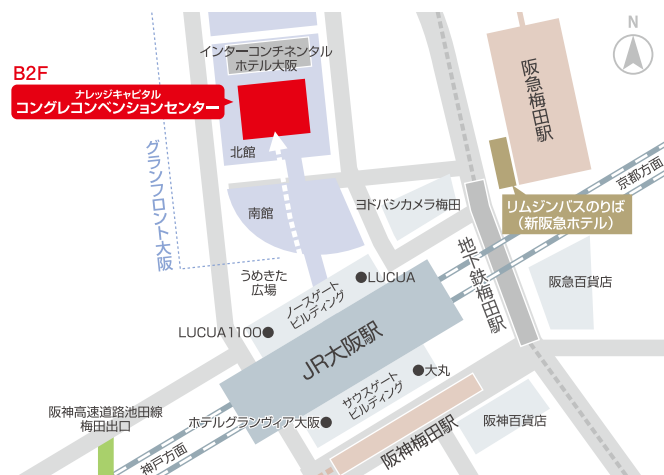 N
インターコンチネンタル
ホテル大阪
B2F
ナレッジキャピタル
コングレコンベンションセンター
阪急梅田駅
北館
グランフロント大阪
京都方面
南館
ヨドバシカメラ梅田
リムジンバスのりば
（新阪急ホテル）
うめきた
広場
LUCUA
地下鉄梅田駅
阪急百貨店
ノースゲート
ビルディング
LUCUA1100
JR大阪駅
大丸
サウスゲート
ビルディング
阪神高速道路池田線
梅田出口
ホテルグランヴィア大阪
阪神百貨店
阪神梅田駅
神戸方面